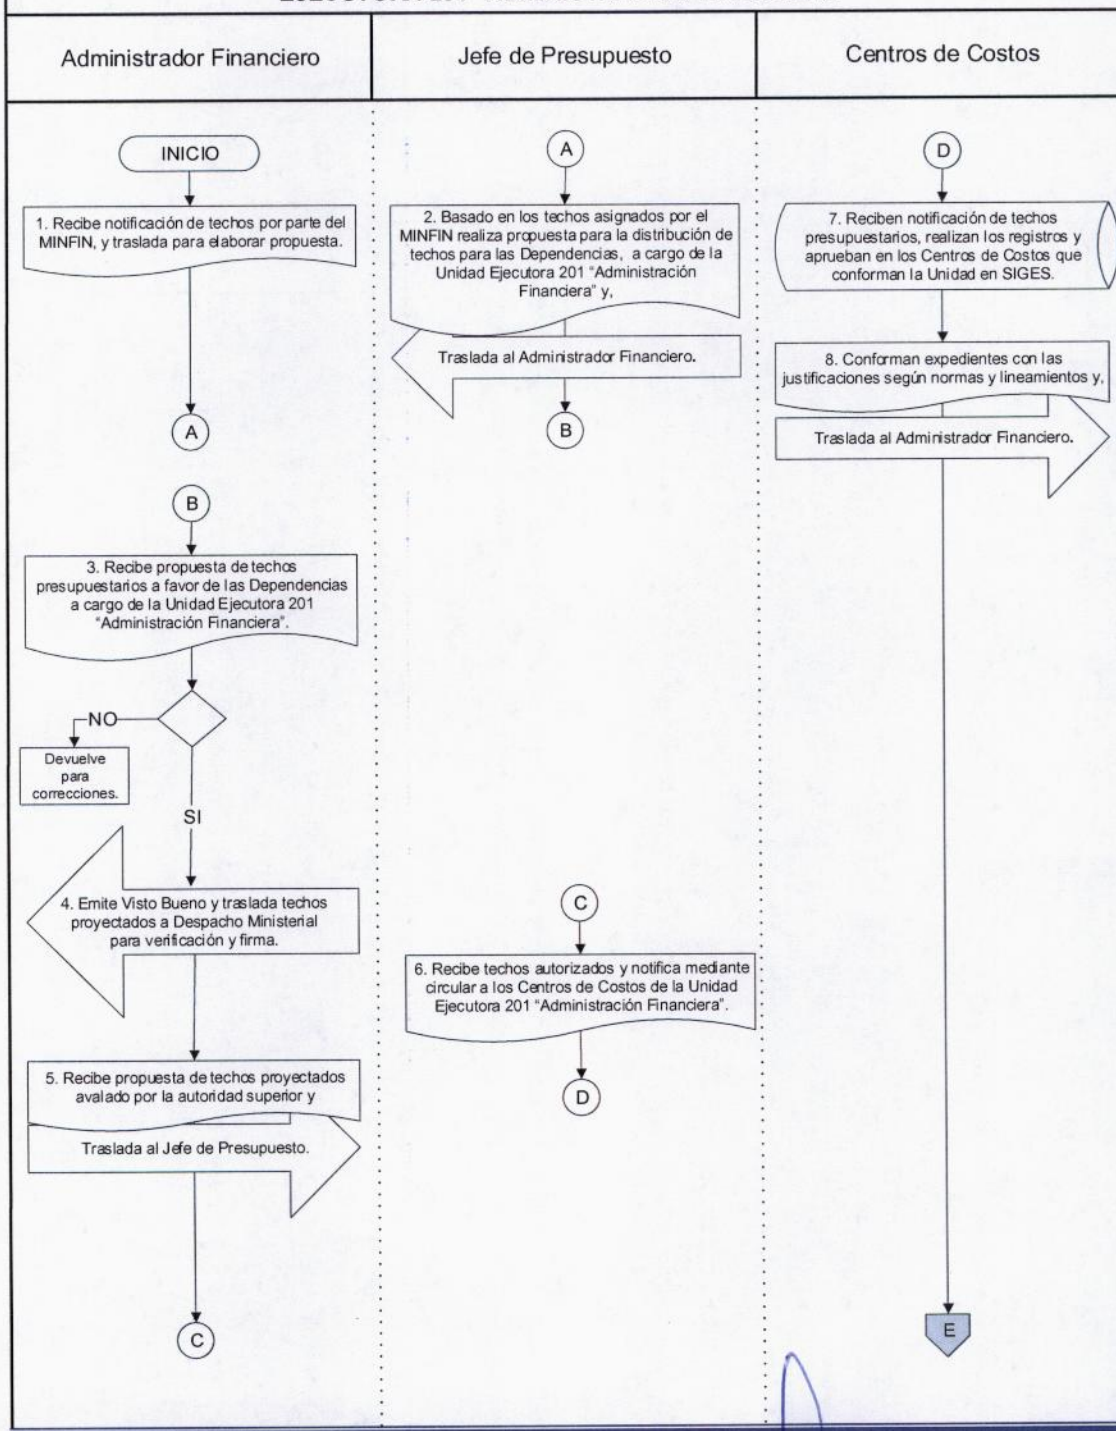 Administrador Financiero
Jefe de Presupuesto
Centros de Costos
INICIO
1. Recibe notificación de techos por parte del
MINFIN, y traslada para elaborar propuesta.
A
B
3. Recibe propuesta de techos
presupuestarios a favor de las Dependencias
a cargo de la Unidad Ejecutora 201
"Administración Financiera".
NO
Devuelve
para
correcciones.
SI
4. Emite Visto Bueno y traslada techos
proyectados a Despacho Ministerial
para verificación y firma.
5. Recibe propuesta de techos proyectados
avalado por la autoridad superior y
Traslada al Jefe de Presupuesto.
C
A
2. Basado en los techos asignados por el
MINFIN realiza propuesta para la distribución de
techos para las Dependencias, a cargo de la
Unidad Ejecutora 201 "Administración
Financiera" y,
Traslada al Administrador Financiero.
B
C
6. Recibe techos autorizados y notifica mediante
circular a los Centros de Costos de la Unidad
Ejecutora 201 "Administración Financiera".
D
D
7. Reciben notificación de techos
presupuestarios, realizan los registros y
aprueban en los Centros de Costos que
conforman la Unidad en SIGES.
8. Conforman expedientes con las
justificaciones según normas y lineamientos y,
Traslada al Administrador Financiero.
E